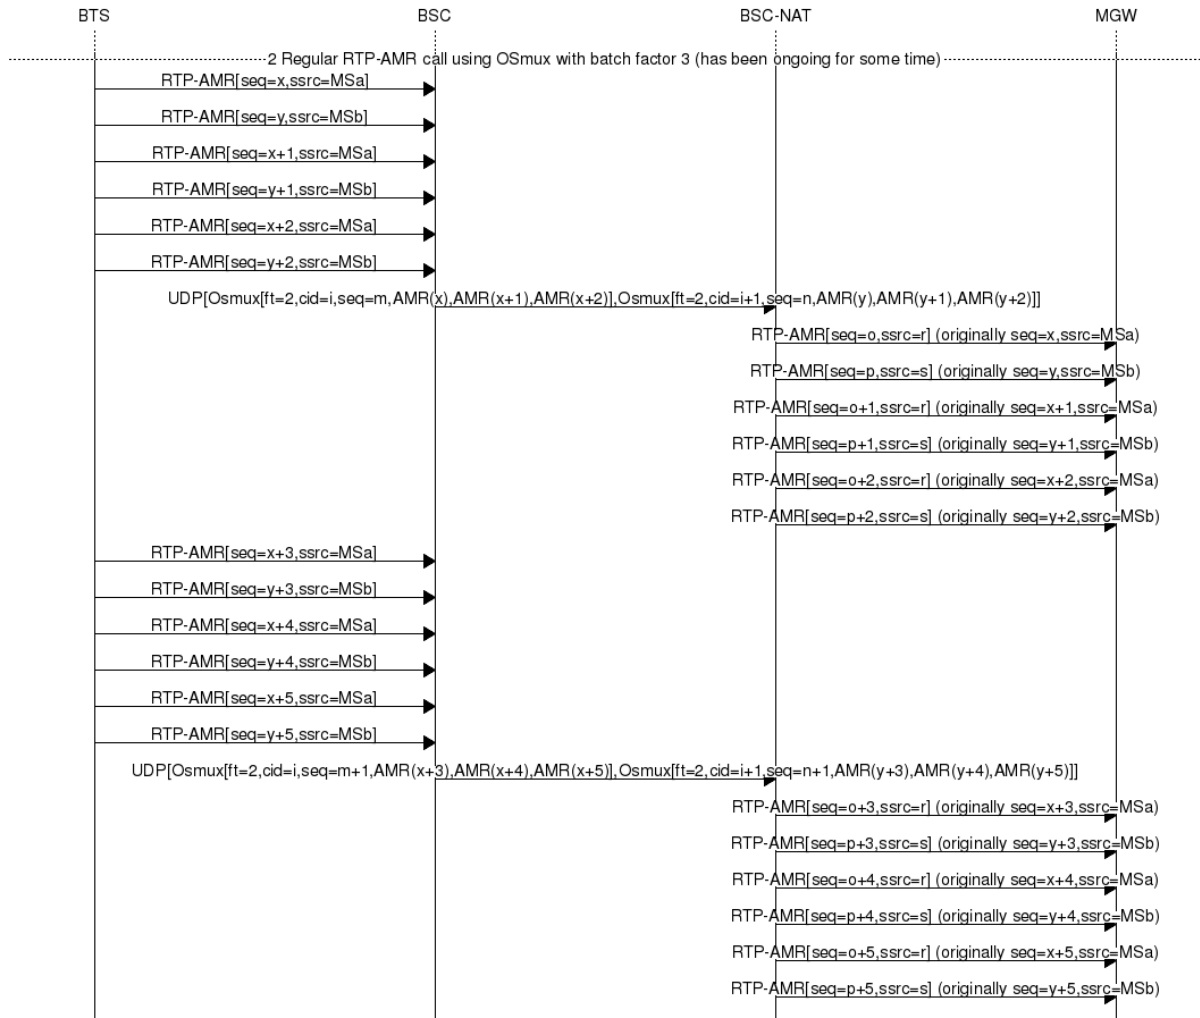 BTS BSC BSC-NAT MGW
2 Regular RTP-AMR call using OSmux with batch factor 3 (has been ongoing for some time)
RTP-AMR[seq=x,ssrc=MSa]
RTP-AMR[seq=y,ssrc=MSb]
RTP-AMR[seq=x+1,ssrc=MSa]
RTP-AMR[seq=y+1,ssrc=MSb]
RTP-AMR[seq=x+2,ssrc=MSa]
RTP-AMR[seq=y+2,ssrc=MSb]
UDP[Osmux[ft=2,cid=i,seq=m,AMR(x),AMR(x+1),AMR(x+2)],Osmux[ft=2,cid=i+1,seq=n,AMR(y),AMR(y+1),AMR(y+2)]]
RTP-AMR[seq=o,ssrc=r] (originally seq=x,ssrc=MSa)
RTP-AMR[seq=p,ssrc=s] (originally seq=y,ssrc=MSb)
RTP-AMR[seq=o+1,ssrc=r] (originally seq=x+1,ssrc=MSa)
RTP-AMR[seq=p+1,ssrc=s] (originally seq=y+1,ssrc=MSb)
RTP-AMR[seq=o+2,ssrc=r] (originally seq=x+2,ssrc=MSa)
RTP-AMR[seq=p+2,ssrc=s] (originally seq=y+2,ssrc=MSb)
RTP-AMR[seq=x+3,ssrc=MSa]
RTP-AMR[seq=y+3,ssrc=MSb]
RTP-AMR[seq=x+4,ssrc=MSa]
RTP-AMR[seq=y+4,ssrc=MSb]
RTP-AMR[seq=x+5,ssrc=MSa]
RTP-AMR[seq=y+5,ssrc=MSb]
UDP[Osmux[ft=2,cid=i,seq=m+1,AMR(x+3),AMR(x+4),AMR(x+5)],Osmux[ft=2,cid=i+1,seq=n+1,AMR(y+3),AMR(y+4),AMR(y+5)]]
RTP-AMR[seq=o+3,ssrc=r] (originally seq=x+3,ssrc=MSa)
RTP-AMR[seq=p+3,ssrc=s] (originally seq=y+3,ssrc=MSb)
RTP-AMR[seq=o+4,ssrc=r] (originally seq=x+4,ssrc=MSa)
RTP-AMR[seq=p+4,ssrc=s] (originally seq=y+4,ssrc=MSb)
RTP-AMR[seq=o+5,ssrc=r] (originally seq=x+5,ssrc=MSa)
RTP-AMR[seq=p+5,ssrc=s] (originally seq=y+5,ssrc=MSb)